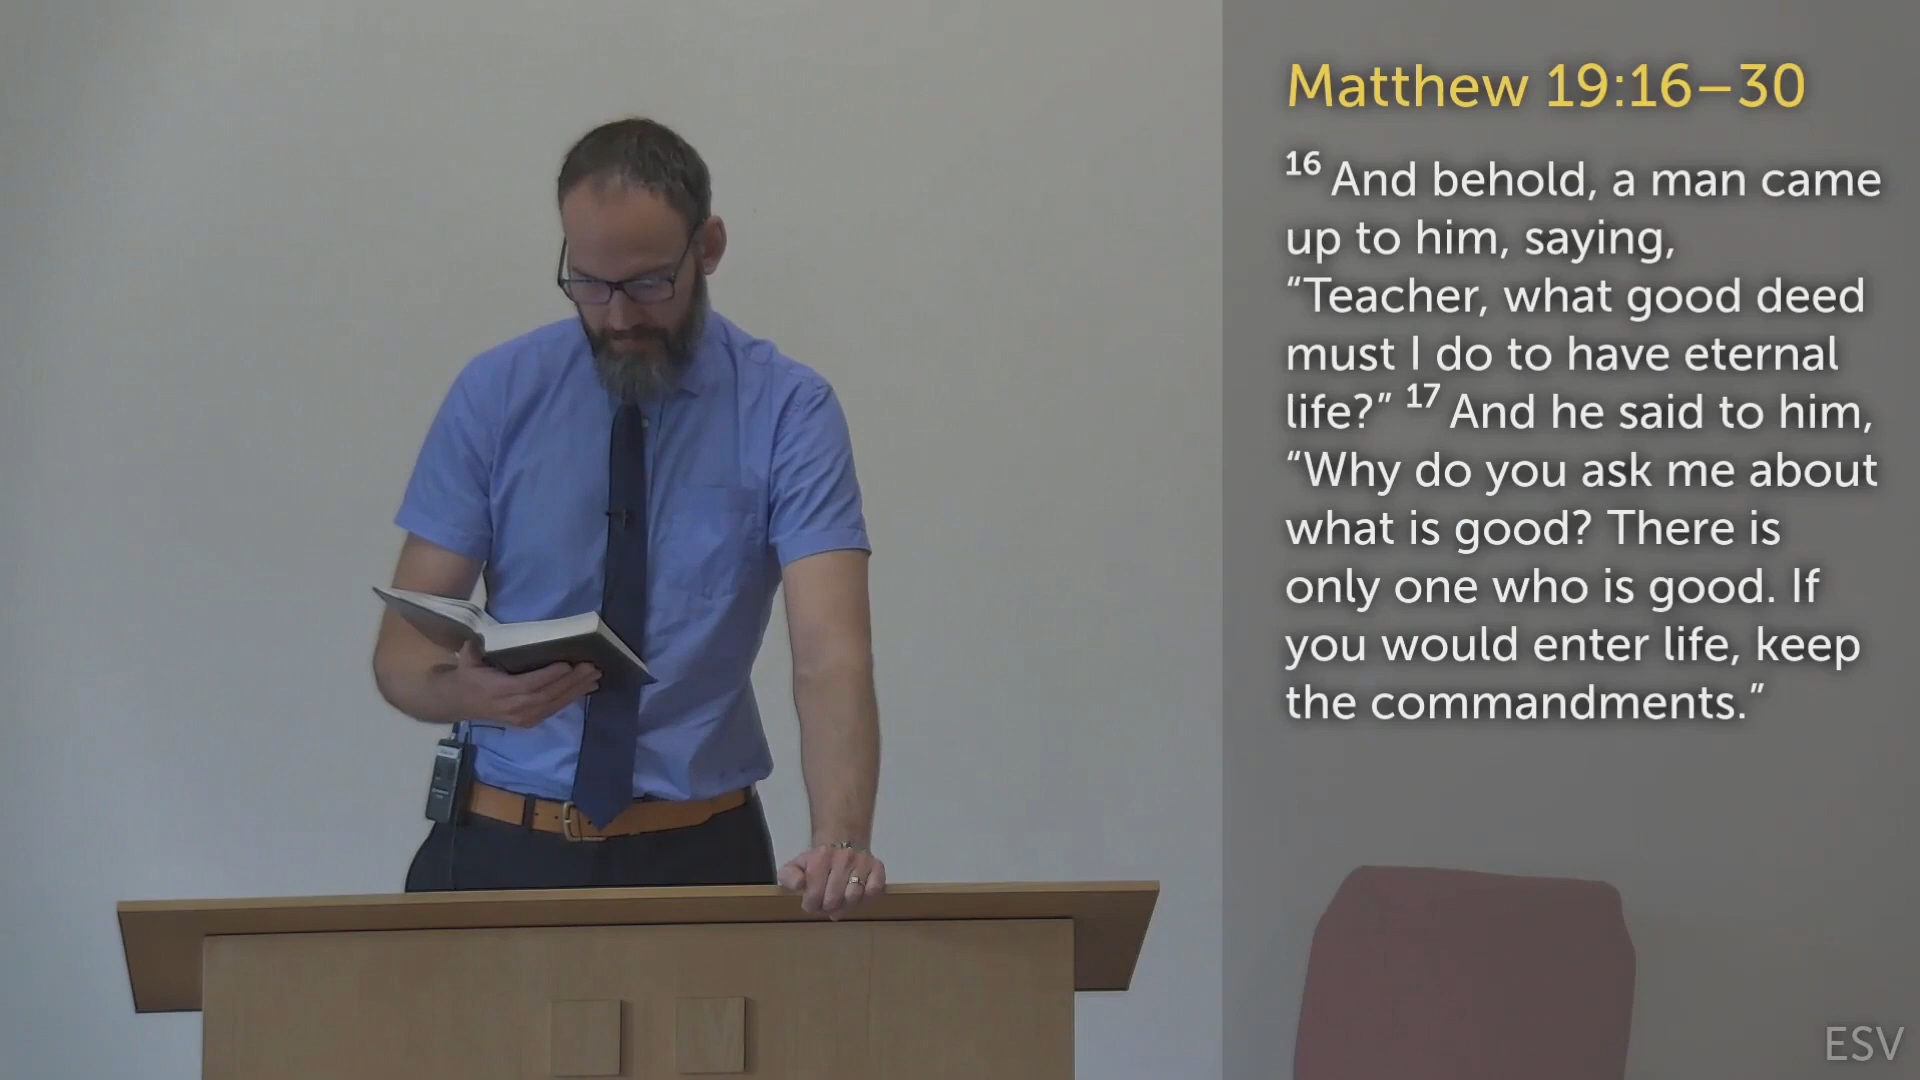 Matthew 19:16–30
16 And behold, a man came
up to him, saying,
“Teacher, what good deed
must I do to have eternal
life?” 17 And he said to him,
“Why do you ask me about
what is good? There is
only one who is good. If
you would enter life, keep
the commandments.”
ESV